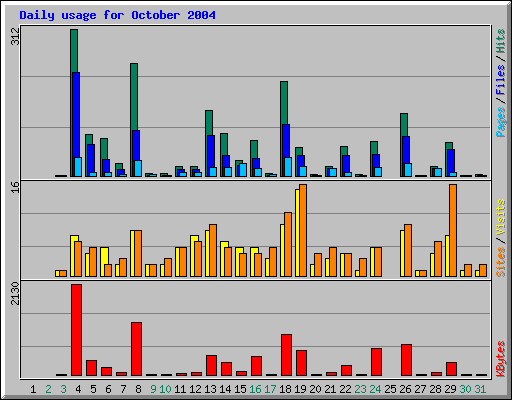 Daily usage for October 2004
312
Pages / Files / Hits
16
Sites / Visits
2130
KBytes
1 2 3 4 5 6 7 8 9 10 11 12 13 14 15 16 17 18 19 20 21 22 23 24 25 26 27 28 29 30 31